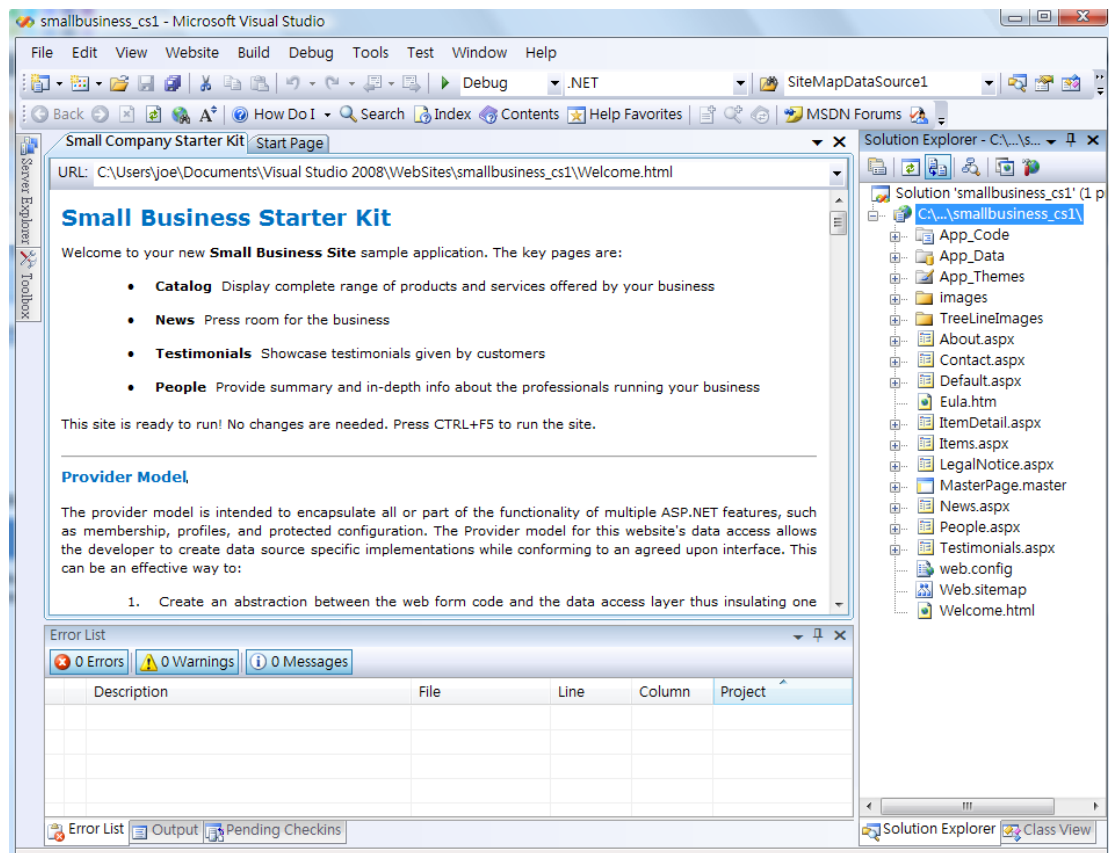 smallbusiness_cs1 - Microsoft Visual Studio
File Edit View Website Build Debug Tools Test Window Help
Debug .NET SiteMapDataSource1
Back How Do I Search Index Contents Help Favorites MSDN Forums
Server Explorer
Toolbox
Small Company Starter Kit Start Page
URL: C:\Users\joe\Documents\Visual Studio 2008\WebSites\smallbusiness_cs1\Welcome.html
Small Business Starter Kit
Welcome to your new Small Business Site sample application. The key pages are:
• Catalog Display complete range of products and services offered by your business
• News Press room for the business
• Testimonials Showcase testimonials given by customers
• People Provide summary and in-depth info about the professionals running your business
This site is ready to run! No changes are needed. Press CTRL+F5 to run the site.
Provider Model
The provider model is intended to encapsulate all or part of the functionality of multiple ASP.NET features, such
as membership, profiles, and protected configuration. The Provider model for this website's data access allows
the developer to create data source specific implementations while conforming to an agreed upon interface. This
can be an effective way to:
1. Create an abstraction between the web form code and the data access layer thus insulating one
Error List
0 Errors 0 Warnings 0 Messages
Description File Line Column Project
Error List Output Pending Checkins
Solution Explorer - C:\...\s...
Solution 'smallbusiness_cs1' (1 p
C:\...\smallbusiness_cs1\
App_Code
App_Data
App_Themes
images
TreeLineImages
About.aspx
Contact.aspx
Default.aspx
Eula.htm
ItemDetail.aspx
Items.aspx
LegalNotice.aspx
MasterPage.master
News.aspx
People.aspx
Testimonials.aspx
web.config
Web.sitemap
Welcome.html
Solution Explorer Class View